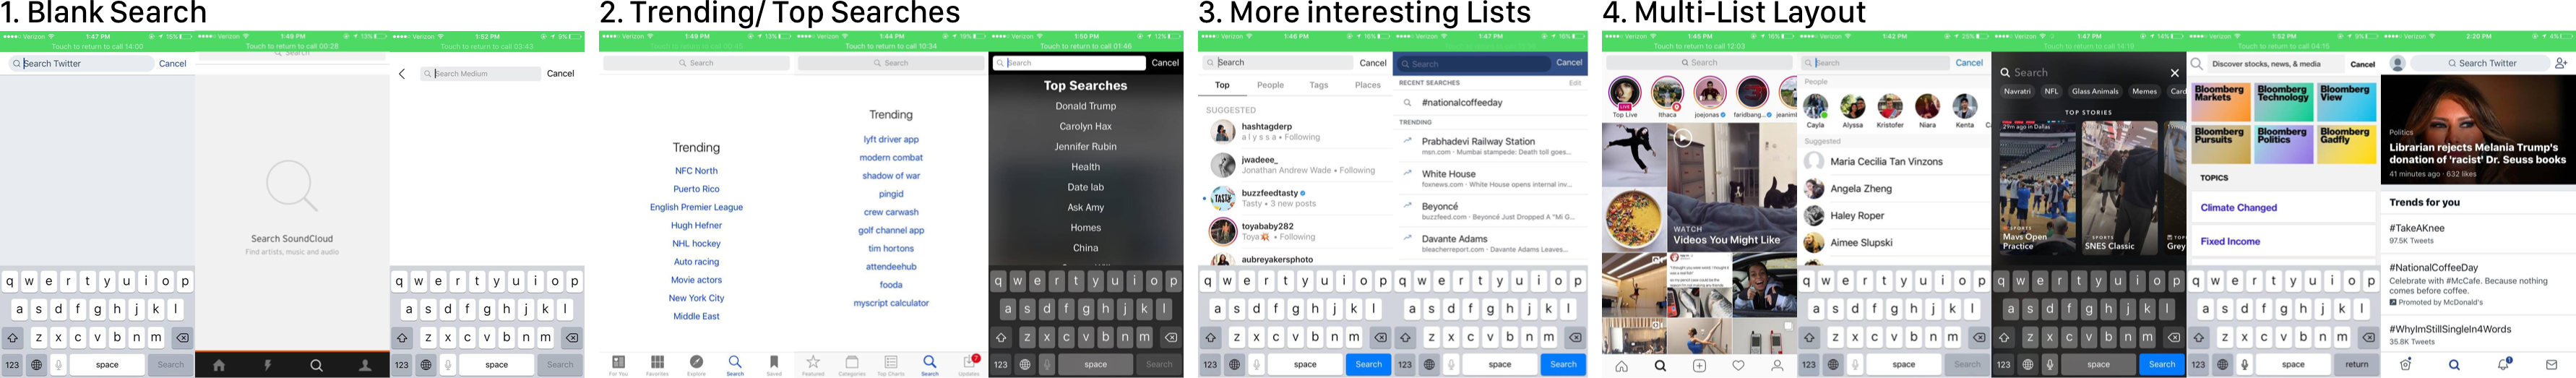 1. Blank Search
2. Trending/ Top Searches
3. More interesting Lists
4. Multi-List Layout
Verizon 1:47 PM 15%
Touch to return to call 14:00
Search Twitter Cancel
q w e r t y u i o p
a s d f g h j k l
z x c v b n m
123 space Search
Verizon 1:49 PM 13%
Touch to return to call 00:28
Search
Search SoundCloud
Find artists, music and audio
Verizon 1:52 PM 9%
Touch to return to call 03:43
Search Medium Cancel
q w e r t y u i o p
a s d f g h j k l
z x c v b n m
123 space Search
Verizon 1:49 PM 13%
Search
Trending
NFC North
Puerto Rico
English Premier League
Hugh Hefner
NHL hockey
Auto racing
Movie actors
New York City
Middle East
For You Favorites Explore Search Saved
Verizon 1:44 PM 19%
Touch to return to call 10:34
Search
Trending
lyft driver app
modern combat
shadow of war
pingid
crew carwash
golf channel app
tim hortons
attendeehub
fooda
myscript calculator
Featured Categories Top Charts Search Updates
Verizon 1:50 PM 12%
Touch to return to call 01:46
Search Cancel
Top Searches
Donald Trump
Carolyn Hax
Jennifer Rubin
Health
Date lab
Ask Amy
Homes
China
q w e r t y u i o p
a s d f g h j k l
z x c v b n m
123 space Search
Verizon 1:46 PM 16%
Search Cancel
Top People Tags Places
SUGGESTED
hashtagderp
a l y s s a • Following
jwadeee_
Jonathan Andrew Wade • Following
buzzfeedtasty
Tasty • 3 new posts
toyababy282
Toya • Following
aubreyakersphoto
q w e r t y u i o p
a s d f g h j k l
z x c v b n m
123 space Search
Verizon 1:47 PM 16%
Search Cancel
RECENT SEARCHES Edit
#nationalcoffeeday
TRENDING
Prabhadevi Railway Station
msn.com · Mumbai stampede: Death toll goes...
White House
foxnews.com · White House opens internal inv...
Beyoncé
buzzfeed.com · Beyoncé Just Dropped A "Mi G...
Davante Adams
bleacherreport.com · Davante Adams Leaves...
q w e r t y u i o p
a s d f g h j k l
z x c v b n m
123 space Search
Verizon 1:45 PM 18%
Touch to return to call 12:03
Search
LIVE
Top Live Ithaca joejonas faridbang...
WATCH
Videos You Might Like
Verizon 1:42 PM 25%
Search Cancel
People
Cayla Alyssa Kristofer Niara Kenta
Suggested
Maria Cecilia Tan Vinzons
Angela Zheng
Haley Roper
Aimee Slupski
q w e r t y u i o p
a s d f g h j k l
z x c v b n m
123 space Search
Verizon 1:47 PM 14%
Touch to return to call 14:19
Search
Navratri NFL Glass Animals Memes Card
TOP STORIES
29m ago in Dallas
SPORTS
Mavs Open
Practice
SPORTS
SNES Classic
Grey
q w e r t y u i o p
a s d f g h j k l
z x c v b n m
123 space Search
Verizon 1:52 PM 9%
Touch to return to call 04:15
Discover stocks, news, & media Cancel
Bloomberg Markets
Bloomberg Technology
Bloomberg View
Bloomberg Pursuits
Bloomberg Politics
Bloomberg Gadfly
TOPICS
Climate Changed
Fixed Income
q w e r t y u i o p
a s d f g h j k l
z x c v b n m
123 space return
Verizon 2:20 PM 4%
Search Twitter
Politics
Librarian rejects Melania Trump's
donation of 'racist' Dr. Seuss books
41 minutes ago · 632 likes
Trends for you
#TakeAKnee
97.5K Tweets
#NationalCoffeeDay
Celebrate with #McCafe. Because nothing
comes before coffee.
Promoted by McDonald's
#WhyImStillSingleIn4Words
35.8K Tweets